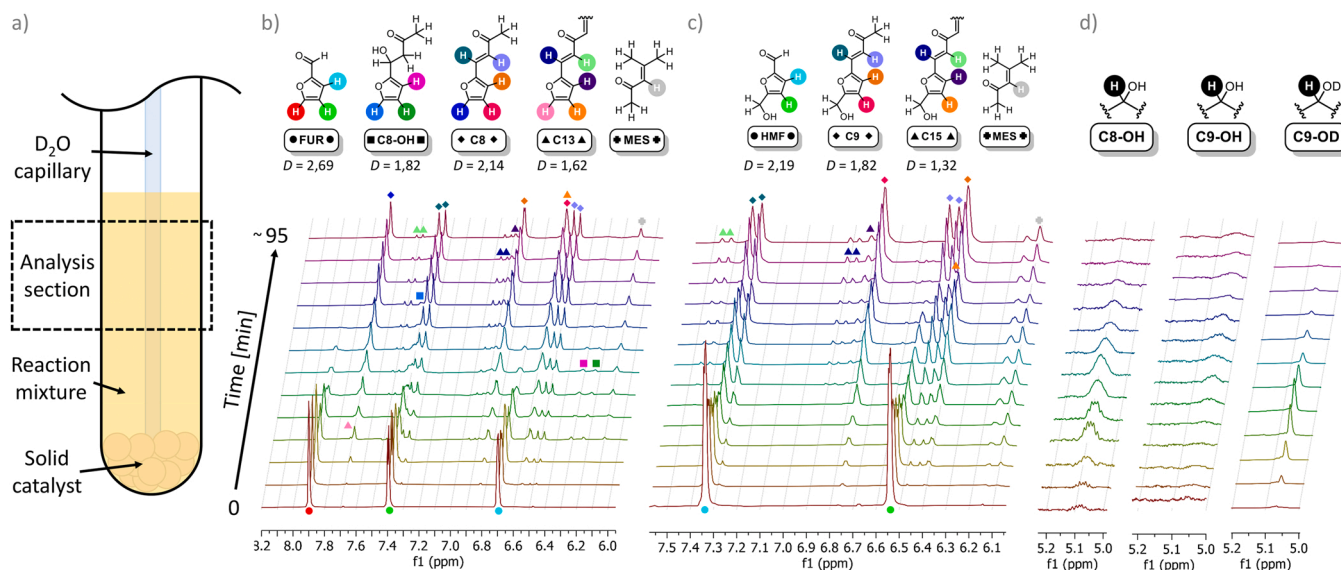 a)
D2O
capillary
Analysis
section
Reaction
mixture
Solid
catalyst
b)
H H H H H H H H H H H H H H H H H H H H H H H H H H
O O O O O O O O O
HO
FUR
C8-OH
C8
C13
MES
D = 2,69
D = 1,82
D = 2,14
D = 1,62
~95
Time [min]
0
8.2 8.0 7.8 7.6 7.4 7.2 7.0 6.8 6.6 6.4 6.2 6.0
f1 (ppm)
c)
HMF
C9
C15
MES
D = 2,19
D = 1,82
D = 1,32
7.5 7.4 7.3 7.2 7.1 7.0 6.9 6.8 6.7 6.6 6.5 6.4 6.3 6.2 6.1
f1 (ppm)
d)
H OH
H OH
H OD
C8-OH
C9-OH
C9-OD
5.2 5.1 5.0
5.2 5.1 5.0
5.2 5.1 5.0
f1 (ppm)
f1 (ppm)
f1 (ppm)